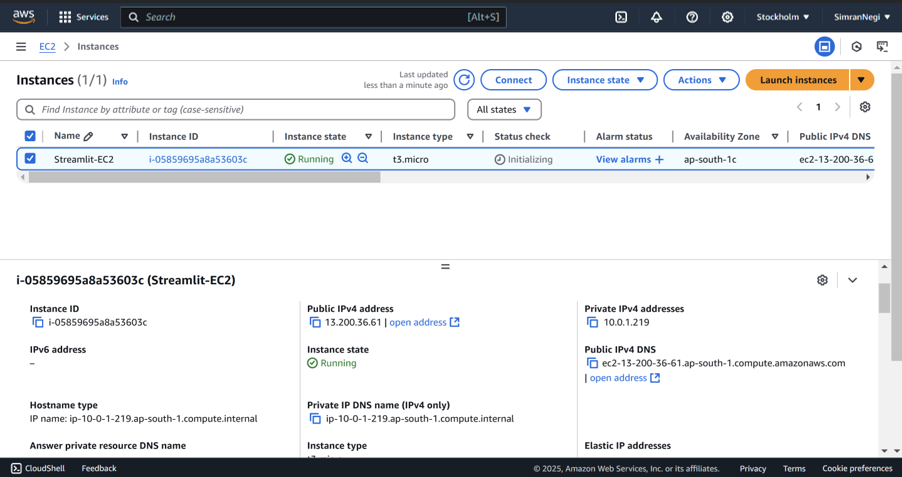 aws Services Search [Alt+S] Stockholm SimranNegi
EC2 > Instances
Instances (1/1) Info
Last updated
less than a minute ago
Connect Instance state Actions Launch instances
Find Instance by attribute or tag (case-sensitive) All states 1
Name Instance ID Instance state Instance type Status check Alarm status Availability Zone Public IPv4 DNS
Streamlit-EC2 i-05859695a8a53603c Running t3.micro Initializing View alarms + ap-south-1c ec2-13-200-36-6
i-05859695a8a53603c (Streamlit-EC2)
Instance ID Public IPv4 address Private IPv4 addresses
i-05859695a8a53603c 13.200.36.61 | open address 10.0.1.219
IPv6 address Instance state Public IPv4 DNS
– Running ec2-13-200-36-61.ap-south-1.compute.amazonaws.com
| open address
Hostname type Private IP DNS name (IPv4 only)
IP name: ip-10-0-1-219.ap-south-1.compute.internal ip-10-0-1-219.ap-south-1.compute.internal
Answer private resource DNS name Instance type Elastic IP addresses
CloudShell Feedback © 2025, Amazon Web Services, Inc. or its affiliates. Privacy Terms Cookie preferences